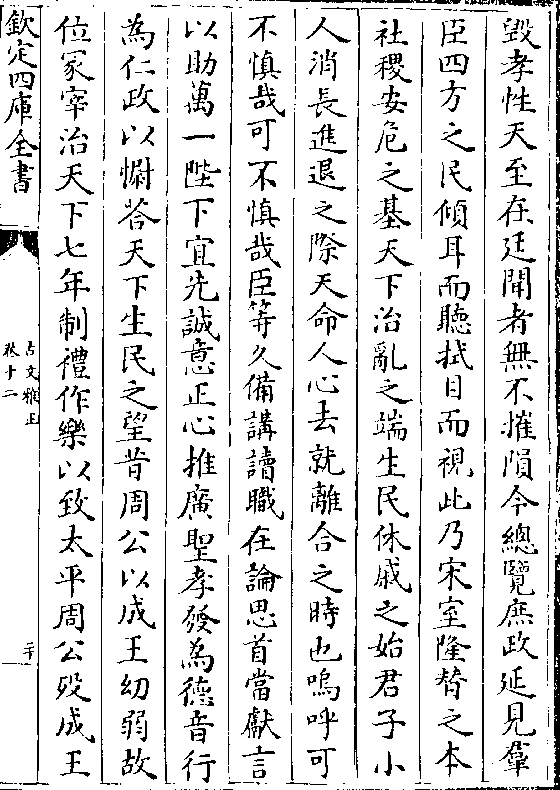 毀孝性天至在廷聞者無不摧隕今總覽庶政延見羣
臣四方之民傾耳而聽拭目而視此乃宋室隆替之本
社稷安危之基天下治亂之端生民休戚之始君子小
人消長進退之際天命人心去就離合之時也嗚呼可
不慎哉可不慎哉臣等久備講讀職在論思首當獻言
以助萬一陛下宜先誠意正心推廣聖孝發為德音行
為仁政以慰荅天下生民之望昔周公以成王幼弱故
位冢宰治天下七年制禮作樂以致太平周公歿成王
欽定四庫全書
古文雅正
卷十二
二十